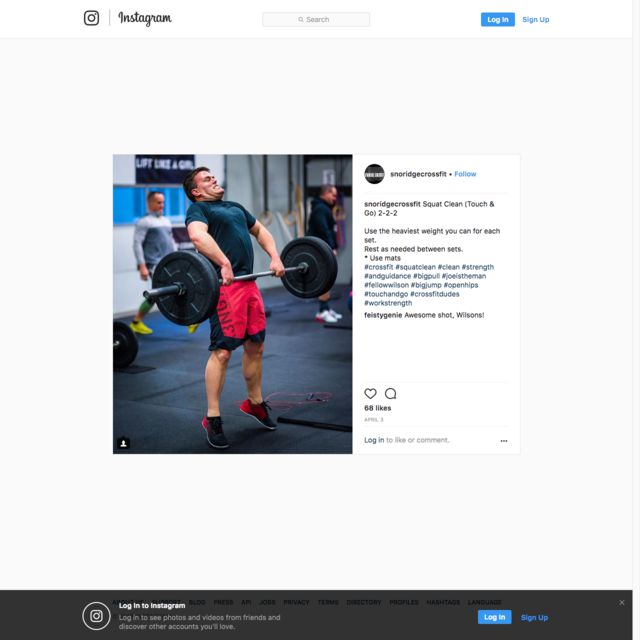 Instagram
Search
Log In
Sign Up
LIFT LIKE A GIRL
snoridgecrossfit • Follow
snoridgecrossfit Squat Clean (Touch &
Go) 2-2-2
Use the heaviest weight you can for each
set.
Rest as needed between sets.
* Use mats
#crossfit #squatclean #clean #strength
#andguidance #bigpull #joeistheman
#fellowwilson #bigjump #openhips
#touchandgo #crossfitdudes
#workstrength
feistygenie Awesome shot, Wilsons!
68 likes
APRIL 3
Log in to like or comment.
SUPPORT BLOG PRESS API JOBS PRIVACY TERMS DIRECTORY PROFILES HASHTAGS LANGUAGE
Log In to Instagram
Log in to see photos and videos from friends and
discover other accounts you'll love.
Log In
Sign Up